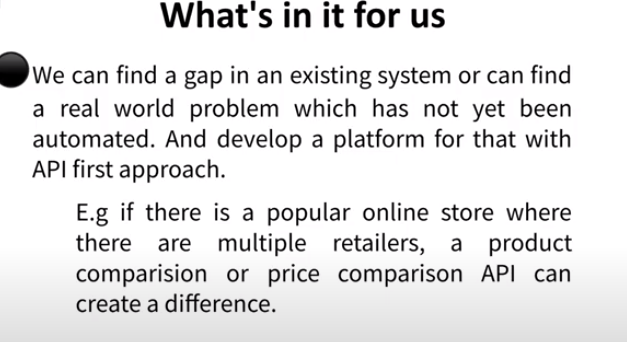 What's in it for us
We can find a gap in an existing system or can find
a real world problem which has not yet been
automated. And develop a platform for that with
API first approach.
E.g if there is a popular online store where
there are multiple retailers, a product
comparision or price comparison API can
create a difference.